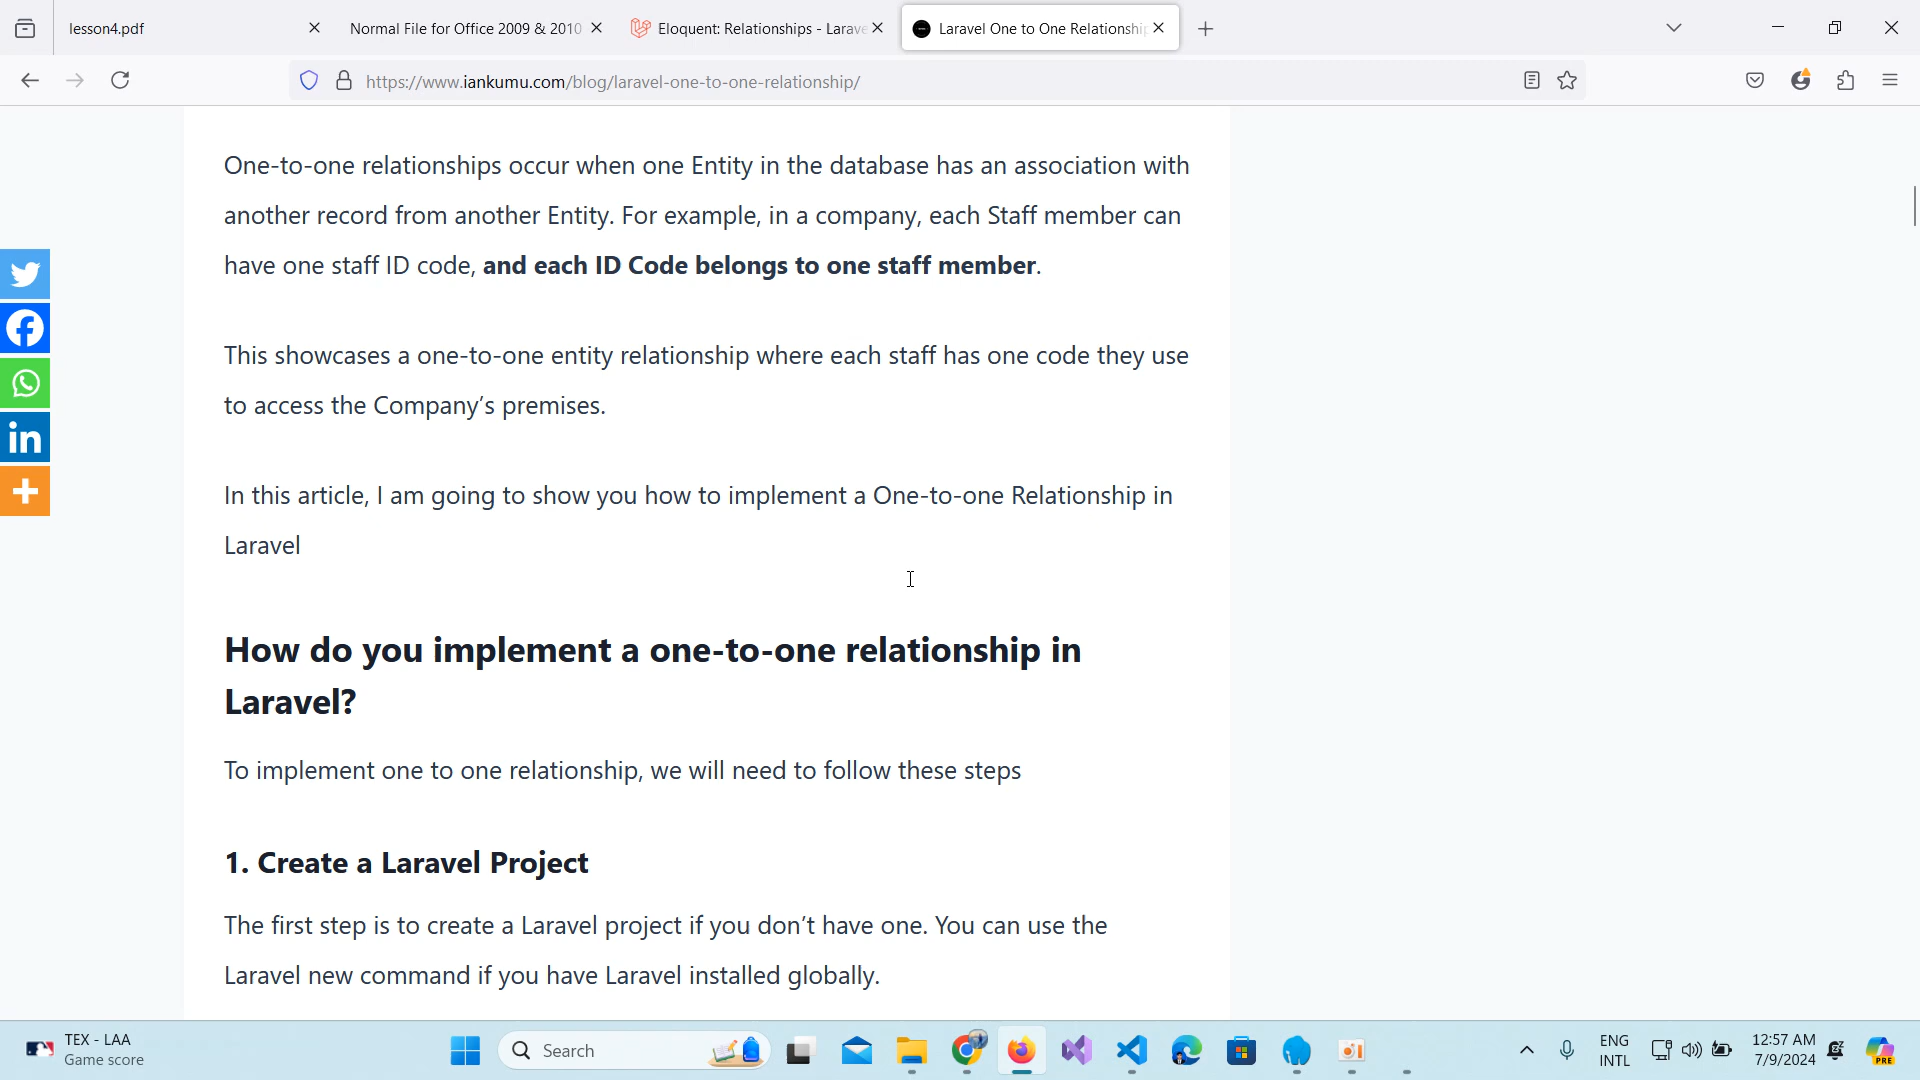 lesson4.pdf
Normal File for Office 2009 & 2010
Eloquent: Relationships - Larave
Laravel One to One Relationship
https://www.iankumu.com/blog/laravel-one-to-one-relationship/
One-to-one relationships occur when one Entity in the database has an association with
another record from another Entity. For example, in a company, each Staff member can
have one staff ID code, and each ID Code belongs to one staff member.
This showcases a one-to-one entity relationship where each staff has one code they use
to access the Company’s premises.
In this article, I am going to show you how to implement a One-to-one Relationship in
Laravel
How do you implement a one-to-one relationship in
Laravel?
To implement one to one relationship, we will need to follow these steps
1. Create a Laravel Project
The first step is to create a Laravel project if you don’t have one. You can use the
Laravel new command if you have Laravel installed globally.
TEX - LAA
Game score
Search
ENG
INTL
12:57 AM
7/9/2024
PRE